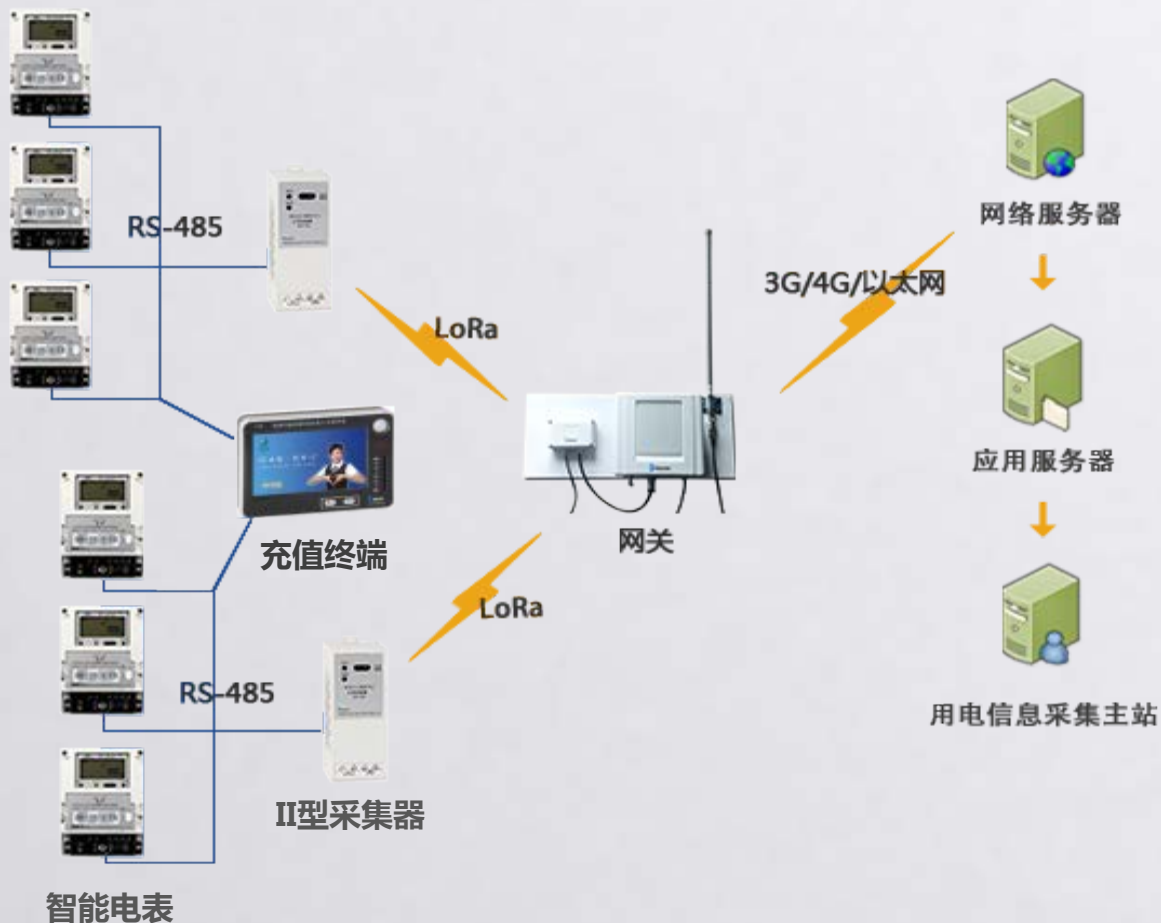 RS-485
LoRa
3G/4G/以太网
网络服务器
应用服务器
充值终端
网关
LoRa
RS-485
用电信息采集主站
II型采集器
智能电表